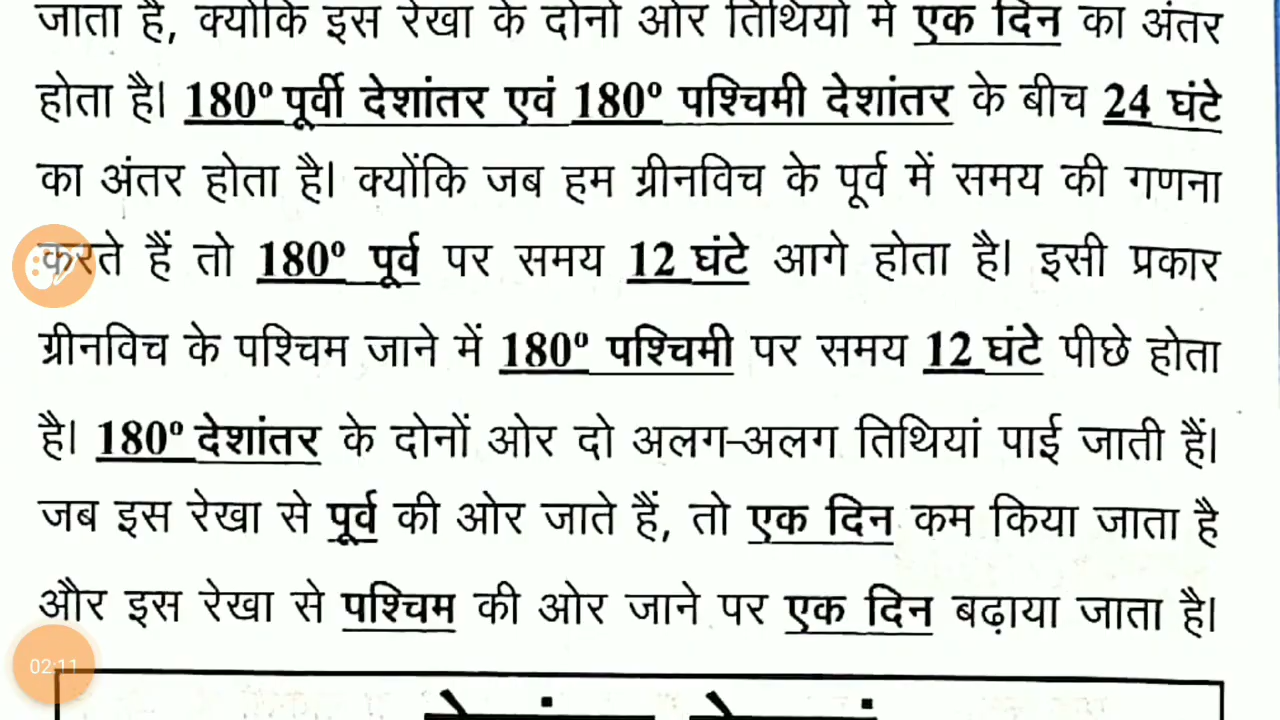 जाता है, क्योंकि इस रेखा के दोनों ओर तिथियों में एक दिन का अंतर
होता है। 180° पूर्वी देशांतर एवं 180° पश्चिमी देशांतर के बीच 24 घंटे
का अंतर होता है। क्योंकि जब हम ग्रीनविच के पूर्व में समय की गणना
करते हैं तो 180° पूर्व पर समय 12 घंटे आगे होता है। इसी प्रकार
ग्रीनविच के पश्चिम जाने में 180° पश्चिमी पर समय 12 घंटे पीछे होता
है। 180° देशांतर के दोनों ओर दो अलग-अलग तिथियां पाई जाती हैं।
जब इस रेखा से पूर्व की ओर जाते हैं, तो एक दिन कम किया जाता है
और इस रेखा से पश्चिम की ओर जाने पर एक दिन बढ़ाया जाता है।
02:11